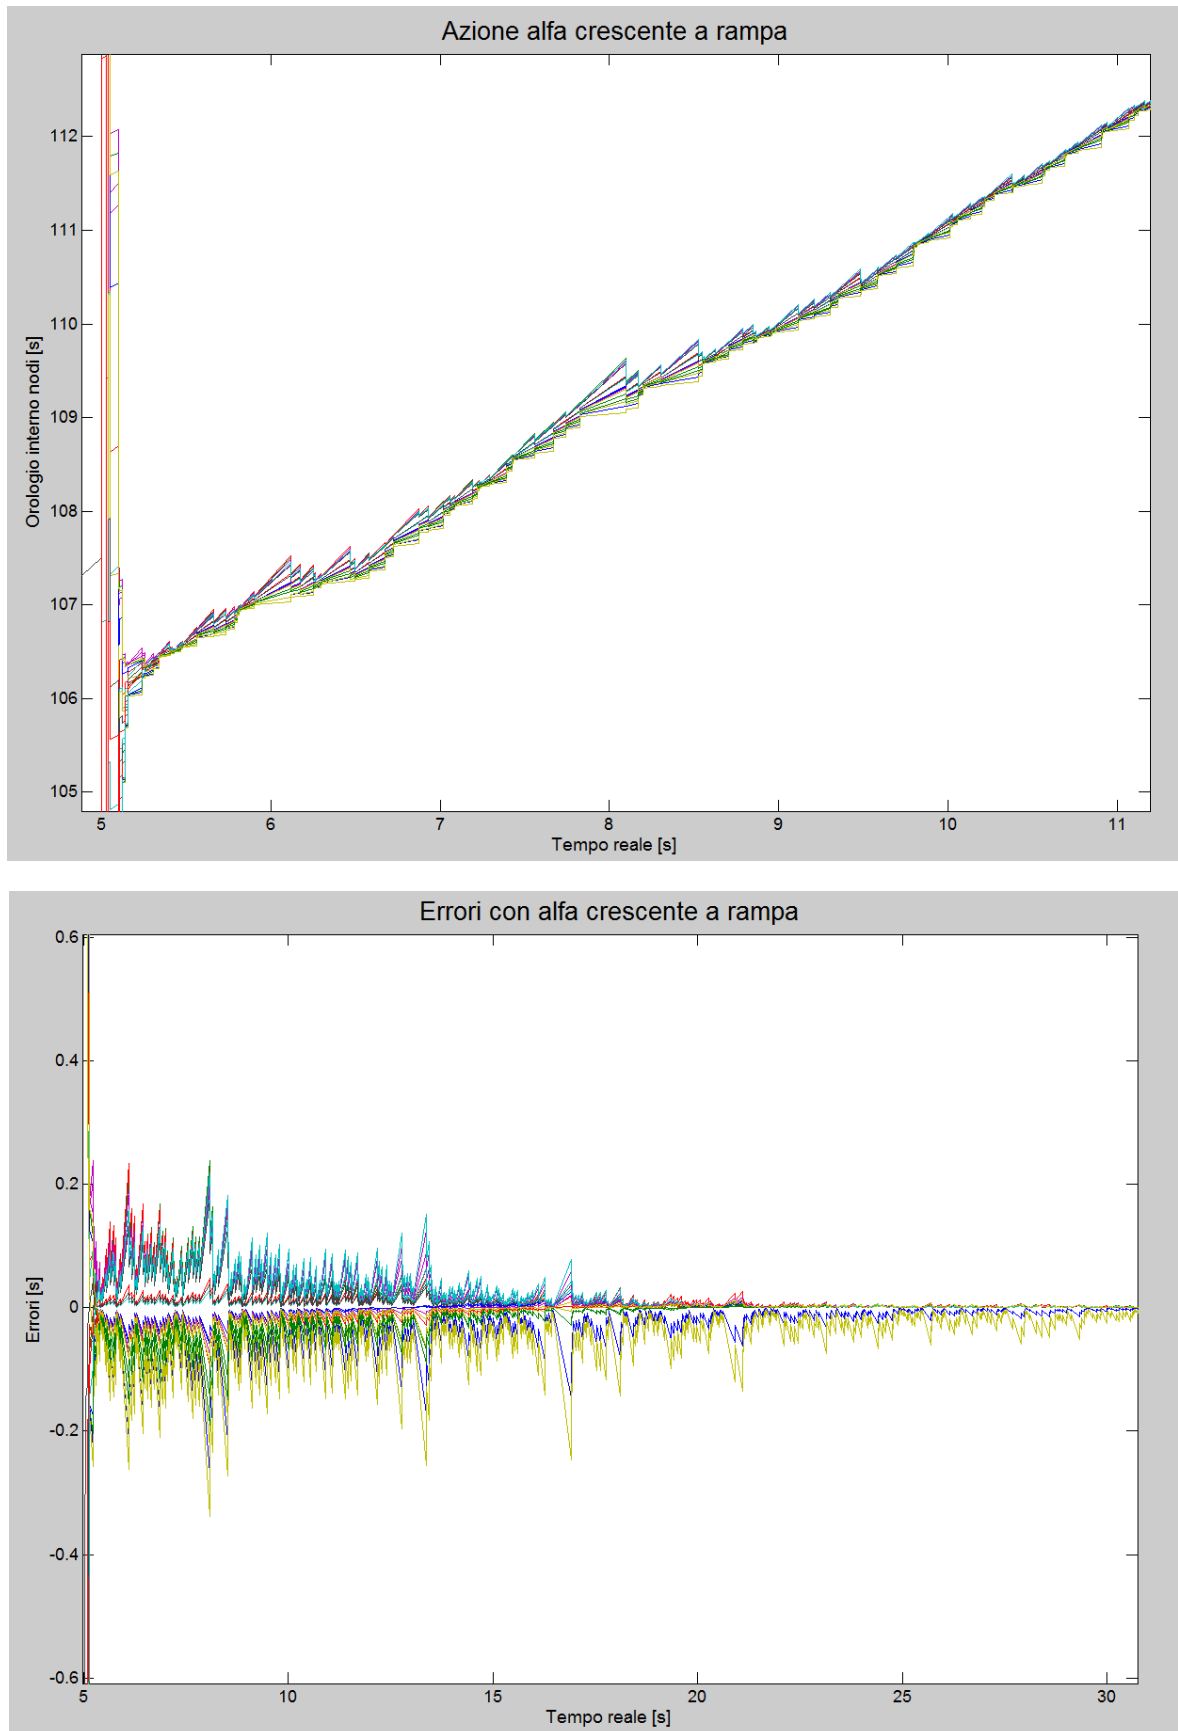 Azione alfa crescente a rampa
112
111
110
109
108
107
106
105
Orologio interno nodi [s]
5 6 7 8 9 10 11
Tempo reale [s]
Errori con alfa crescente a rampa
0.6
0.4
0.2
0
-0.2
-0.4
-0.6
Errori [s]
5 10 15 20 25 30
Tempo reale [s]